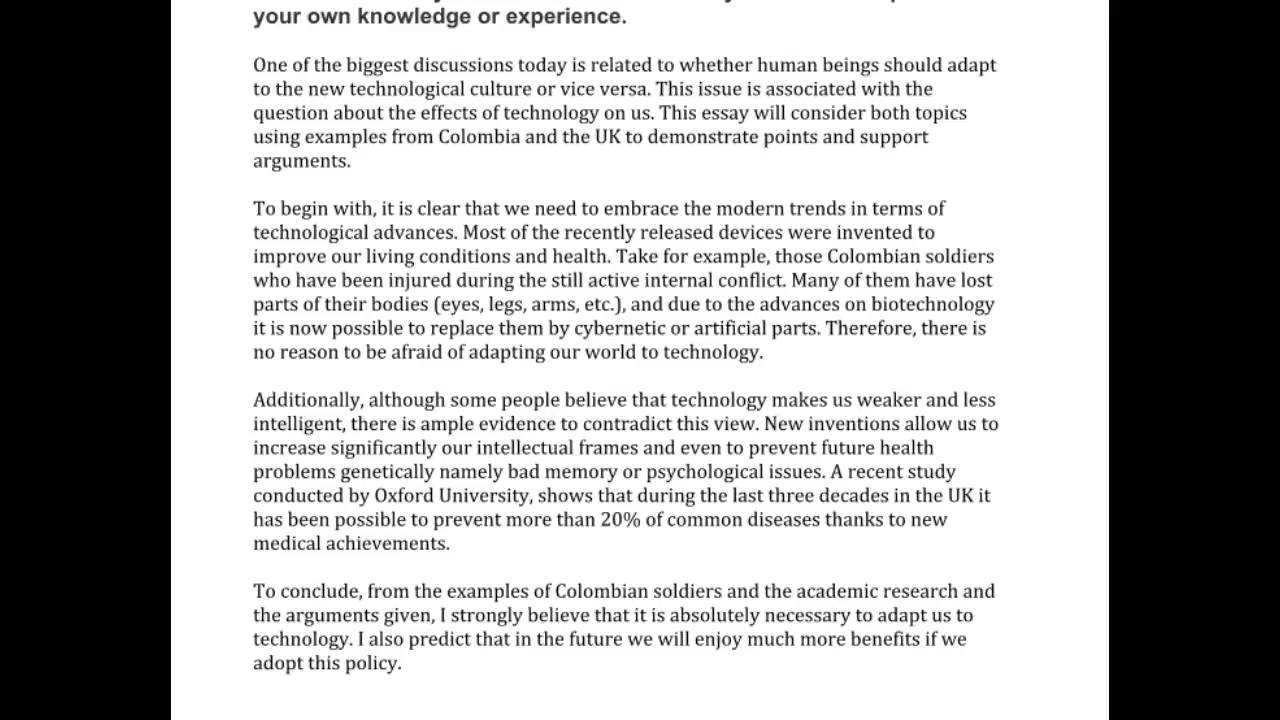 your own knowledge or experience.
One of the biggest discussions today is related to whether human beings should adapt
to the new technological culture or vice versa. This issue is associated with the
question about the effects of technology on us. This essay will consider both topics
using examples from Colombia and the UK to demonstrate points and support
arguments.
To begin with, it is clear that we need to embrace the modern trends in terms of
technological advances. Most of the recently released devices were invented to
improve our living conditions and health. Take for example, those Colombian soldiers
who have been injured during the still active internal conflict. Many of them have lost
parts of their bodies (eyes, legs, arms, etc.), and due to the advances on biotechnology
it is now possible to replace them by cybernetic or artificial parts. Therefore, there is
no reason to be afraid of adapting our world to technology.
Additionally, although some people believe that technology makes us weaker and less
intelligent, there is ample evidence to contradict this view. New inventions allow us to
increase significantly our intellectual frames and even to prevent future health
problems genetically namely bad memory or psychological issues. A recent study
conducted by Oxford University, shows that during the last three decades in the UK it
has been possible to prevent more than 20% of common diseases thanks to new
medical achievements.
To conclude, from the examples of Colombian soldiers and the academic research and
the arguments given, I strongly believe that it is absolutely necessary to adapt us to
technology. I also predict that in the future we will enjoy much more benefits if we
adopt this policy.